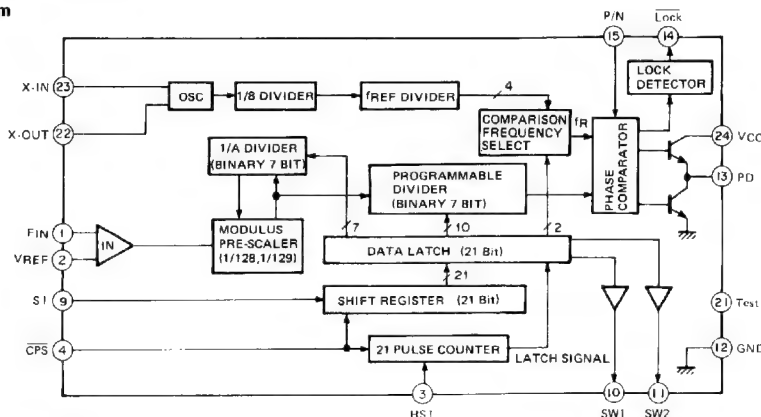 m
P/N
Lock
15
14
X-IN 23
OSC
1/8 DIVIDER
fREF DIVIDER
4
LOCK
DETECTOR
X-OUT 22
COMPARISON
FREQUENCY
SELECT
fR
PHASE
COMPARATOR
24 VCC
13 PD
1/A DIVIDER
(BINARY 7 BIT)
PROGRAMMABLE
DIVIDER
(BINARY 7 BIT)
FIN 1
VREF 2
IN
MODULUS
PRE-SCALER
(1/128,1/129)
7
10
2
DATA LATCH (21 Bit)
21
SI 9
SHIFT REGISTER (21 Bit)
21 Test
CPS 4
21 PULSE COUNTER
LATCH SIGNAL
12 GND
3
10
11
RST
SW1
SW2